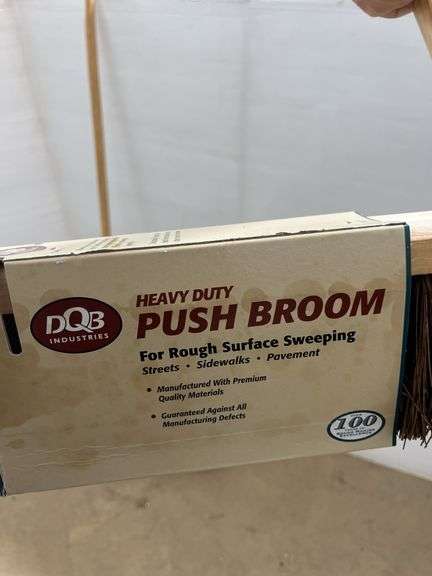 DQB
INDUSTRIES
HEAVY DUTY
PUSH BROOM
For Rough Surface Sweeping
Streets • Sidewalks • Pavement
• Manufactured With Premium
Quality Materials
• Guaranteed Against All
Manufacturing Defects
100